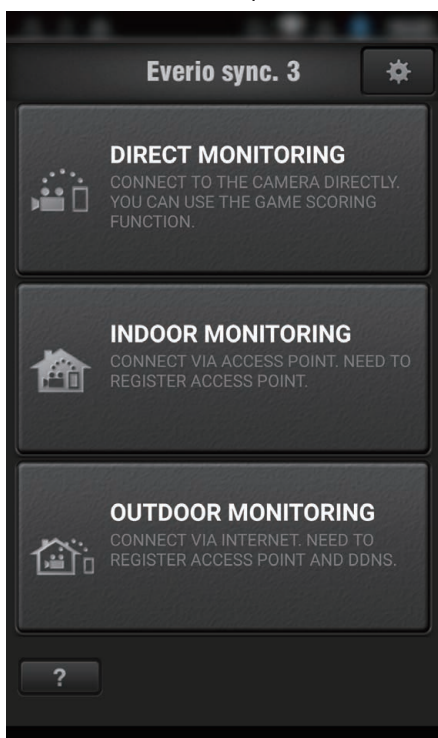 Everio sync. 3
DIRECT MONITORING
CONNECT TO THE CAMERA DIRECTLY.
YOU CAN USE THE GAME SCORING
FUNCTION.
INDOOR MONITORING
CONNECT VIA ACCESS POINT. NEED TO
REGISTER ACCESS POINT.
OUTDOOR MONITORING
CONNECT VIA INTERNET. NEED TO
REGISTER ACCESS POINT AND DDNS.
?